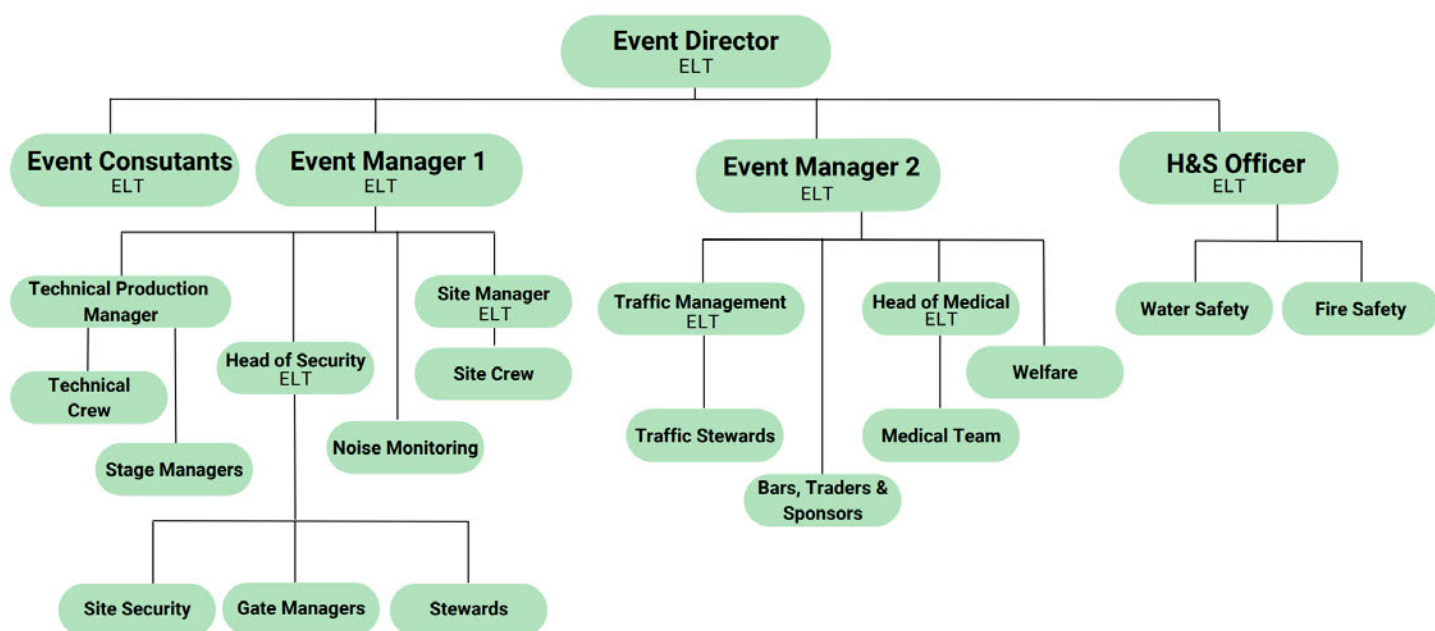 Event Director
ELT
Event Consutants
ELT
Event Manager 1
ELT
Event Manager 2
ELT
H&S Officer
ELT
Technical Production
Manager
Site Manager
ELT
Traffic Management
ELT
Head of Medical
ELT
Water Safety
Fire Safety
Head of Security
ELT
Site Crew
Welfare
Technical
Crew
Noise Monitoring
Traffic Stewards
Medical Team
Stage Managers
Bars, Traders &
Sponsors
Site Security
Gate Managers
Stewards